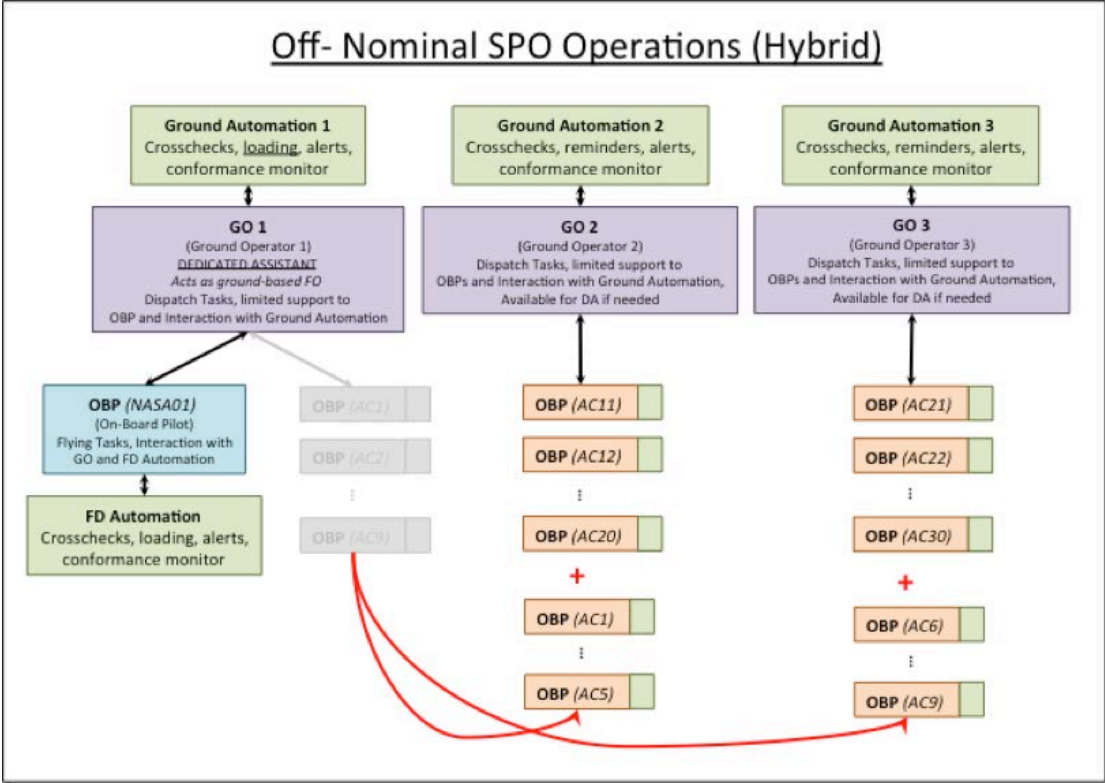 Off- Nominal SPO Operations (Hybrid)
Ground Automation 1
Crosschecks, loading, alerts,
conformance monitor
Ground Automation 2
Crosschecks, reminders, alerts,
conformance monitor
Ground Automation 3
Crosschecks, reminders, alerts,
conformance monitor
GO 1
(Ground Operator 1)
DEDICATED ASSISTANT
Acts as ground-based FO
Dispatch Tasks, limited support to
OBP and Interaction with Ground Automation
GO 2
(Ground Operator 2)
Dispatch Tasks, limited support to
OBPs and Interaction with Ground Automation,
Available for DA if needed
GO 3
(Ground Operator 3)
Dispatch Tasks, limited support to
OBPs and Interaction with Ground Automation,
Available for DA if needed
OBP (NASA01)
(On-Board Pilot)
Flying Tasks, Interaction with
GO and FD Automation
FD Automation
Crosschecks, loading, alerts,
conformance monitor
OBP (AC1)
OBP (AC2)
⋮
OBP (AC9)
OBP (AC11)
OBP (AC12)
⋮
OBP (AC20)
+
OBP (AC1)
⋮
OBP (AC5)
OBP (AC21)
OBP (AC22)
⋮
OBP (AC30)
+
OBP (AC6)
⋮
OBP (AC9)